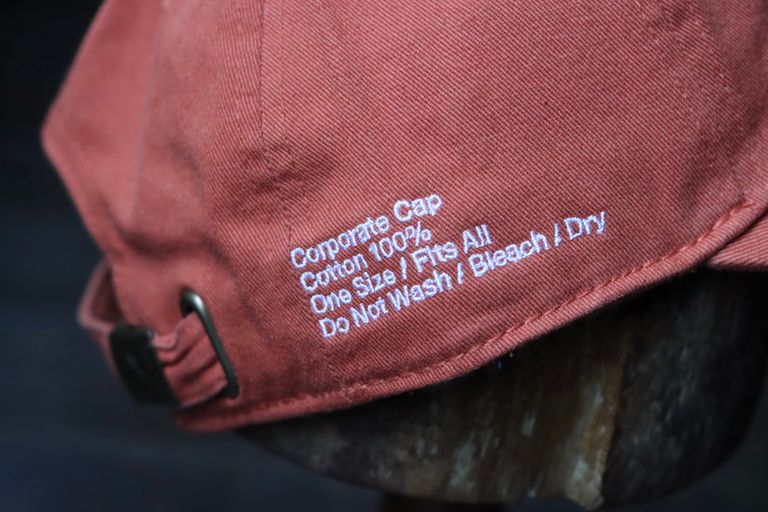 Corporate Cap
Cotton 100%
One Size / Fits All
Do Not Wash / Bleach / Dry